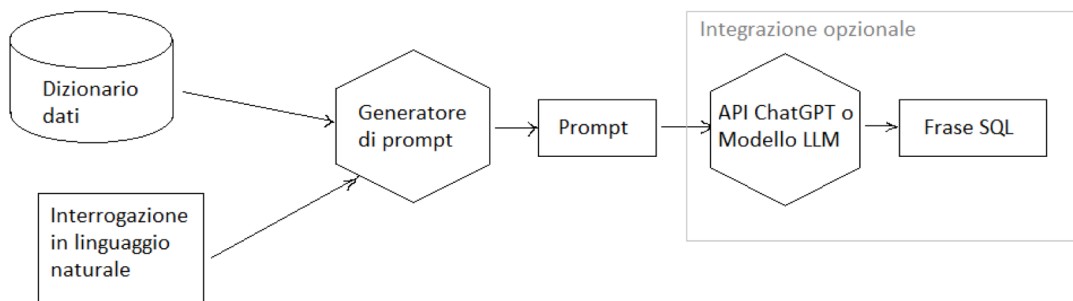 Integrazione opzionale
Dizionario
dati
Generatore
di prompt
Prompt
API ChatGPT o
Modello LLM
Frase SQL
Interrogazione
in linguaggio
naturale